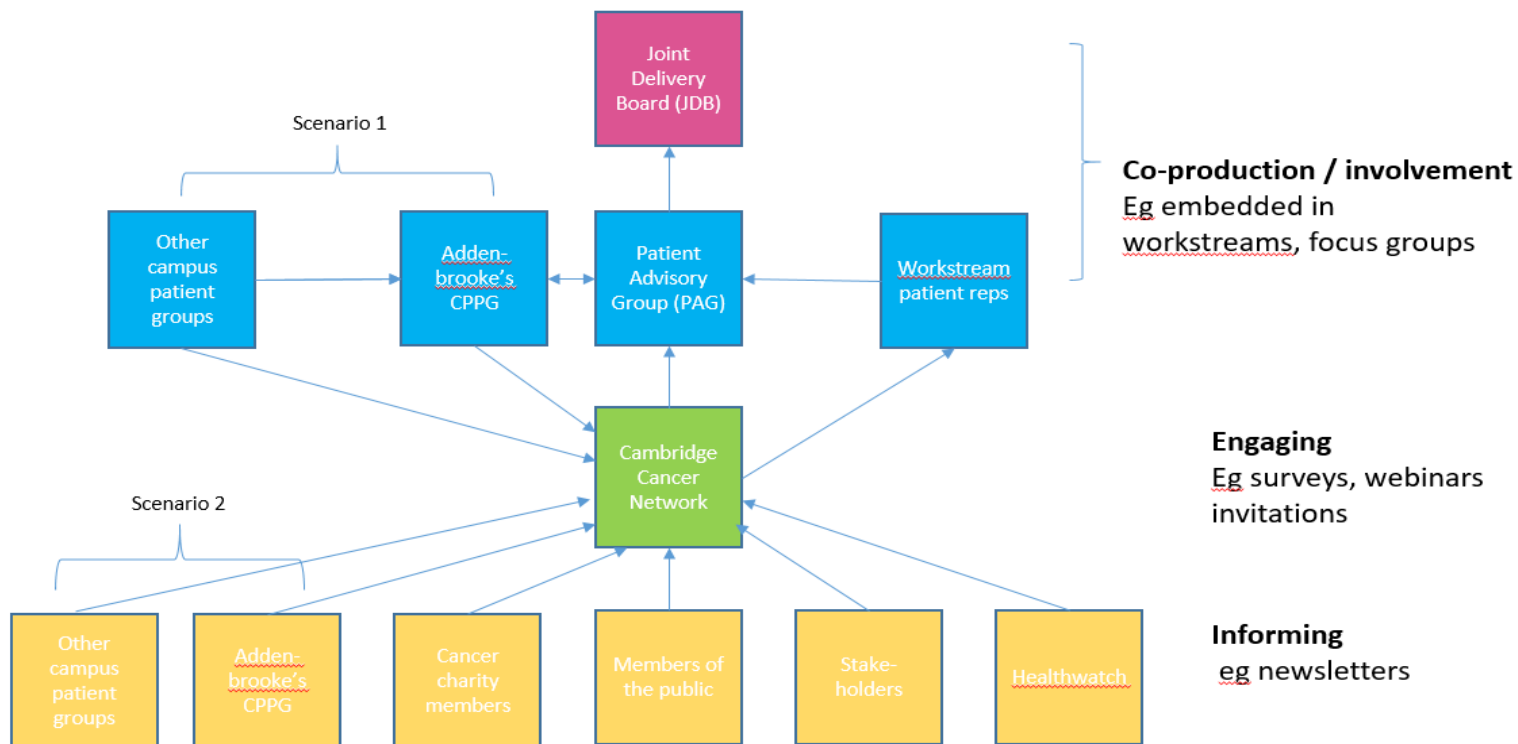 Joint
Delivery
Board (JDB)
Scenario 1
Co-production / involvement
Eg embedded in
workstreams, focus groups
Other
campus
patient
groups
Adden-
brooke's
CPPG
Patient
Advisory
Group (PAG)
Workstream
patient reps
Cambridge
Cancer
Network
Engaging
Eg surveys, webinars
invitations
Scenario 2
Other
campus
patient
groups
Adden-
brooke's
CPPG
Cancer
charity
members
Members of
the public
Stake-
holders
Healthwatch
Informing
eg newsletters